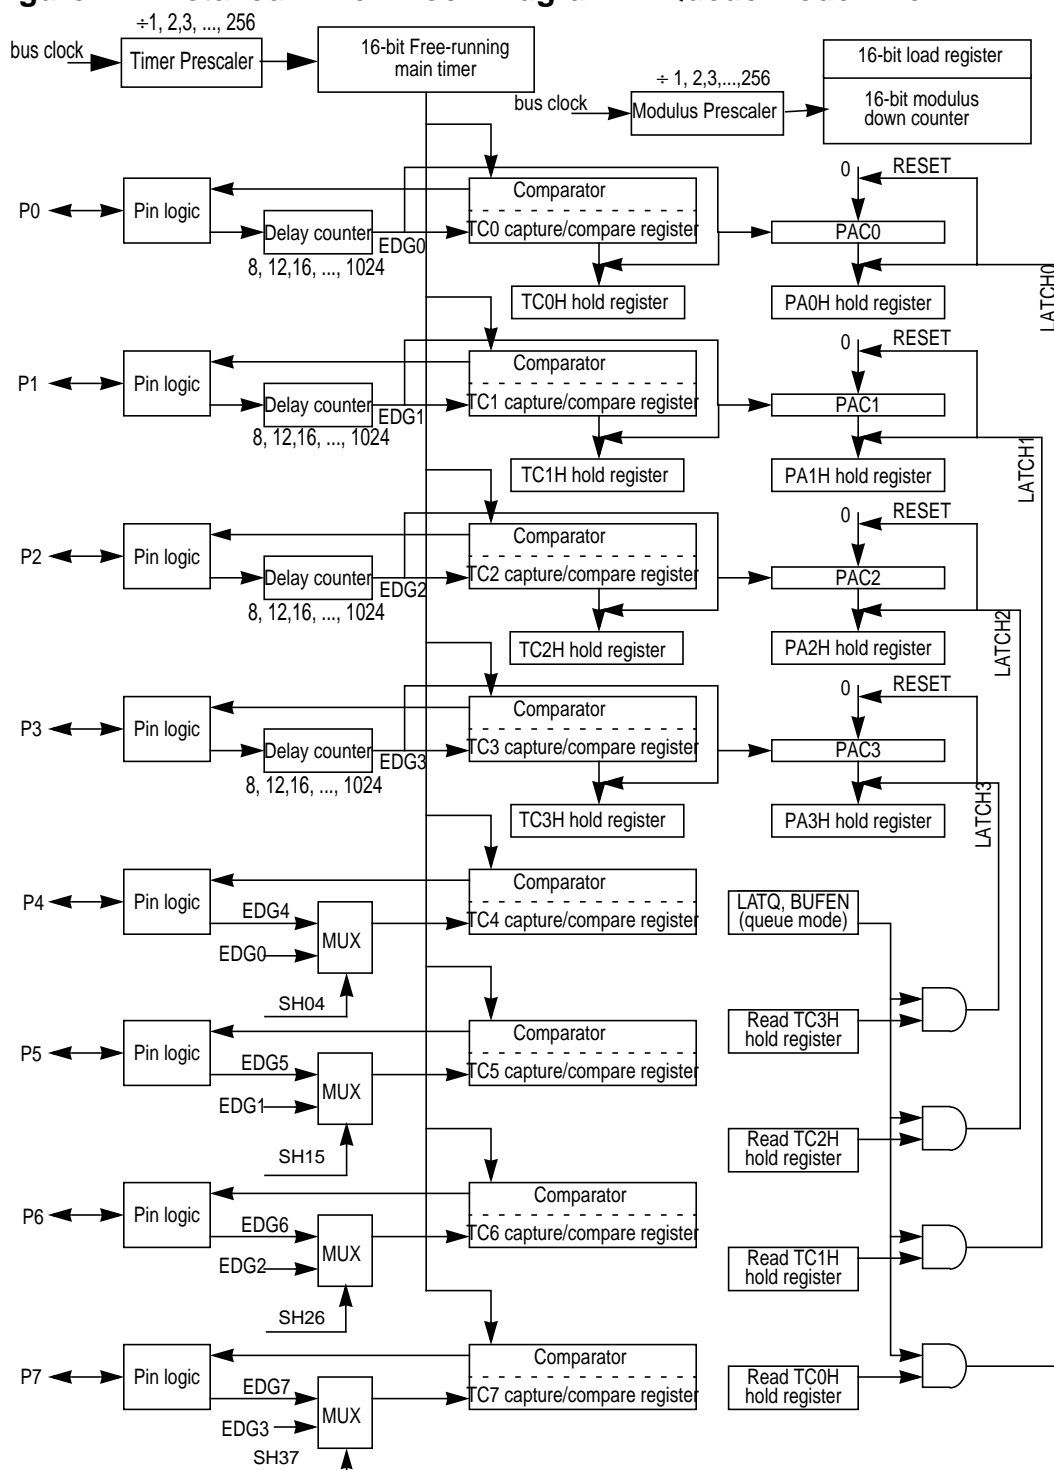 ÷1, 2,3, ..., 256
bus clock
Timer Prescaler
16-bit Free-running
main timer
16-bit load register
16-bit modulus
down counter
÷ 1, 2,3,...,256
bus clock
Modulus Prescaler
P0
Pin logic
Delay counter
8, 12,16, ..., 1024
EDG0
Comparator
TC0 capture/compare register
TC0H hold register
0
RESET
PAC0
PA0H hold register
LATCH0
P1
Pin logic
Delay counter
8, 12,16, ..., 1024
EDG1
Comparator
TC1 capture/compare register
TC1H hold register
0
RESET
PAC1
PA1H hold register
LATCH1
P2
Pin logic
Delay counter
8, 12,16, ..., 1024
EDG2
Comparator
TC2 capture/compare register
TC2H hold register
0
RESET
PAC2
PA2H hold register
LATCH2
P3
Pin logic
Delay counter
8, 12,16, ..., 1024
EDG3
Comparator
TC3 capture/compare register
TC3H hold register
0
RESET
PAC3
PA3H hold register
LATCH3
P4
Pin logic
EDG4
EDG0
MUX
SH04
Comparator
TC4 capture/compare register
LATQ, BUFEN
(queue mode)
Read TC3H
hold register
P5
Pin logic
EDG5
EDG1
MUX
SH15
Comparator
TC5 capture/compare register
Read TC2H
hold register
P6
Pin logic
EDG6
EDG2
MUX
SH26
Comparator
TC6 capture/compare register
Read TC1H
hold register
P7
Pin logic
EDG7
EDG3
MUX
SH37
Comparator
TC7 capture/compare register
Read TC0H
hold register